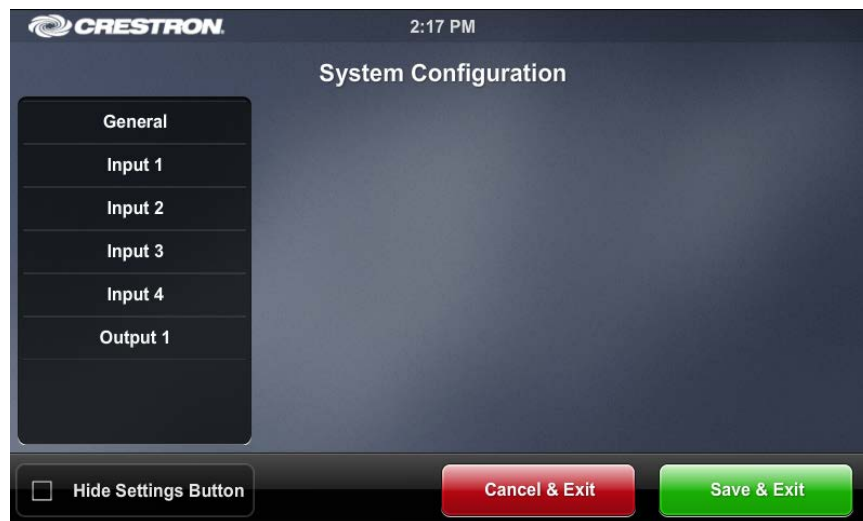 CRESTRON.
2:17 PM
System Configuration
General
Input 1
Input 2
Input 3
Input 4
Output 1
Hide Settings Button
Cancel & Exit
Save & Exit